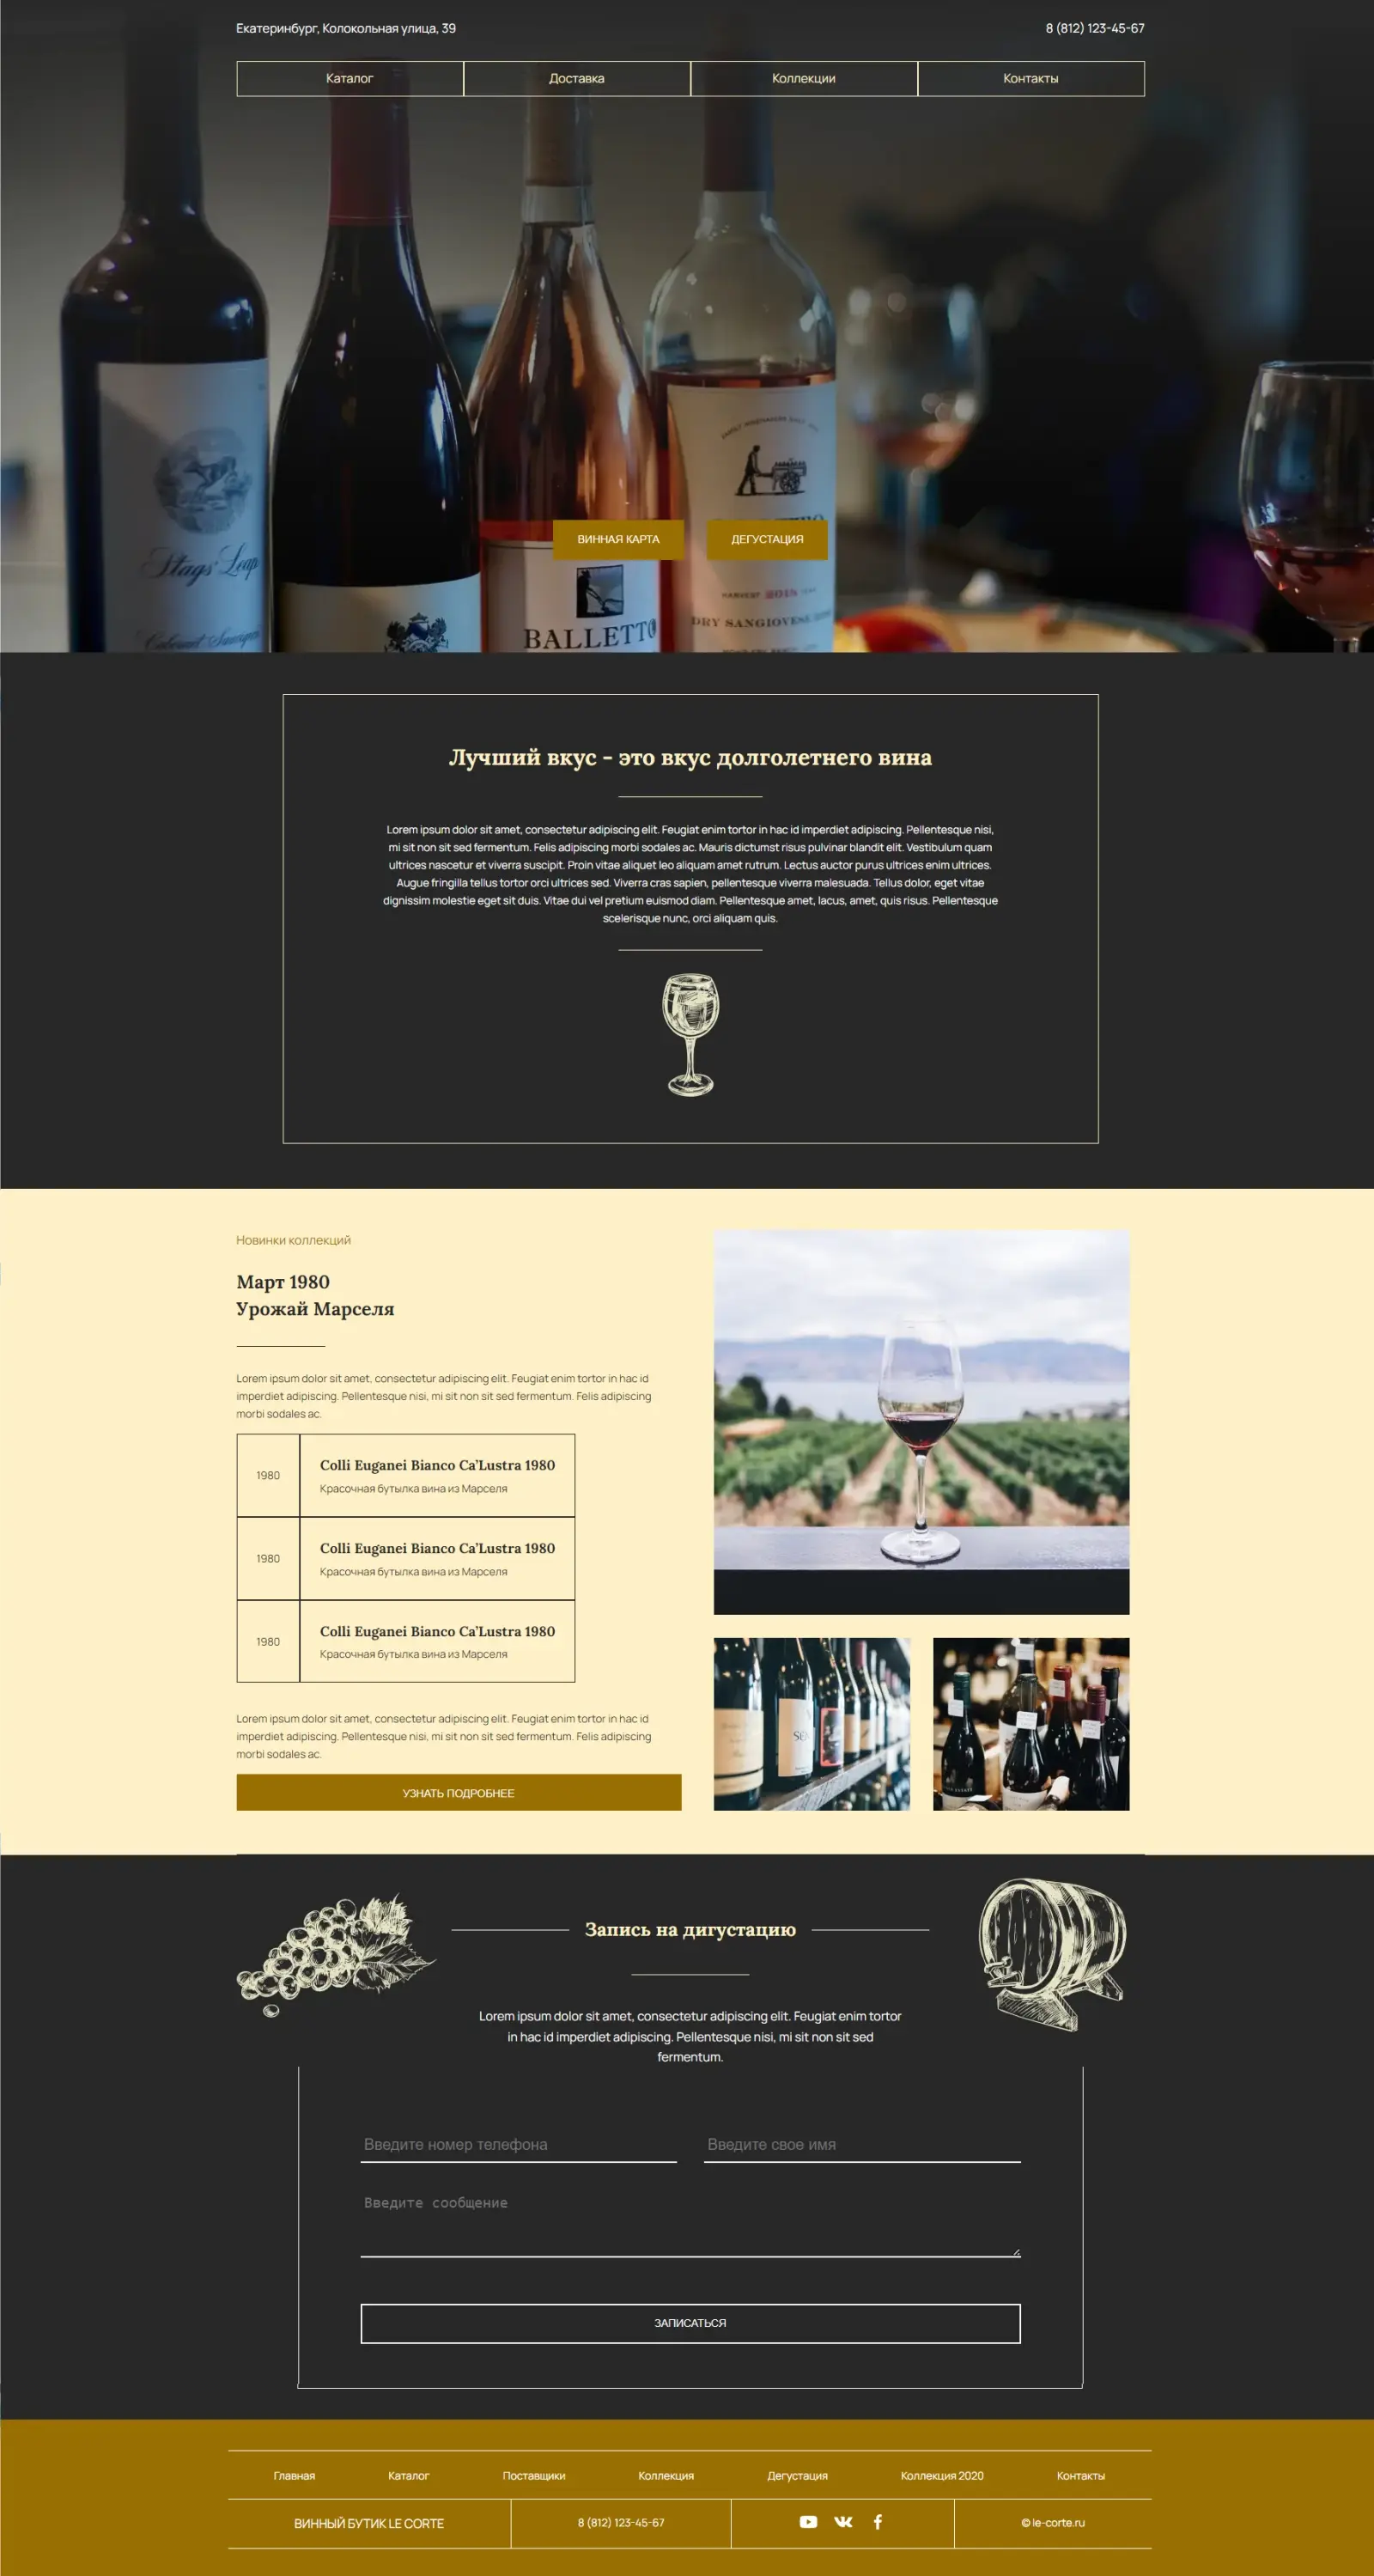 Екатеринбург, Колокольная улица, 39
8 (812) 123-45-67
Каталог
Доставка
Коллекции
Контакты
Stags' Leap
Cabernet Sauvignon
ВИННАЯ КАРТА
ДЕГУСТАЦИЯ
HARVEST 2015 YEAR
BALLETTO
DRY SANGIOVESE
Лучший вкус - это вкус долголетнего вина
Lorem ipsum dolor sit amet, consectetur adipiscing elit. Feugiat enim tortor in hac id imperdiet adipiscing. Pellentesque nisi,
mi sit non sit sed fermentum. Felis adipiscing morbi sodales ac. Mauris dictumst risus pulvinar blandit elit. Vestibulum quam
ultrices nascetur et viverra suscipit. Proin vitae aliquet leo aliquam amet rutrum. Lectus auctor purus ultrices enim ultrices.
Augue fringilla tellus tortor orci ultrices sed. Viverra cras sapien, pellentesque viverra malesuada. Tellus dolor, eget vitae
dignissim molestie eget sit duis. Vitae dui vel pretium euismod diam. Pellentesque amet, lacus, amet, quis risus. Pellentesque
scelerisque nunc, orci aliquam quis.
Новинки коллекций
Март 1980
Урожай Марселя
Lorem ipsum dolor sit amet, consectetur adipiscing elit. Feugiat enim tortor in hac id
imperdiet adipiscing. Pellentesque nisi, mi sit non sit sed fermentum. Felis adipiscing
morbi sodales ac.
1980
Colli Euganei Bianco Ca’Lustra 1980
Красочная бутылка вина из Марселя
1980
Colli Euganei Bianco Ca’Lustra 1980
Красочная бутылка вина из Марселя
1980
Colli Euganei Bianco Ca’Lustra 1980
Красочная бутылка вина из Марселя
Lorem ipsum dolor sit amet, consectetur adipiscing elit. Feugiat enim tortor in hac id
imperdiet adipiscing. Pellentesque nisi, mi sit non sit sed fermentum. Felis adipiscing
morbi sodales ac.
УЗНАТЬ ПОДРОБНЕЕ
Запись на дигустацию
Lorem ipsum dolor sit amet, consectetur adipiscing elit. Feugiat enim tortor
in hac id imperdiet adipiscing. Pellentesque nisi, mi sit non sit sed
fermentum.
Введите номер телефона
Введите свое имя
Введите сообщение
ЗАПИСАТЬСЯ
Главная
Каталог
Поставщики
Коллекция
Дегустация
Коллекция 2020
Контакты
ВИННЫЙ БУТИК LE CORTE
8 (812) 123-45-67
© le-corte.ru